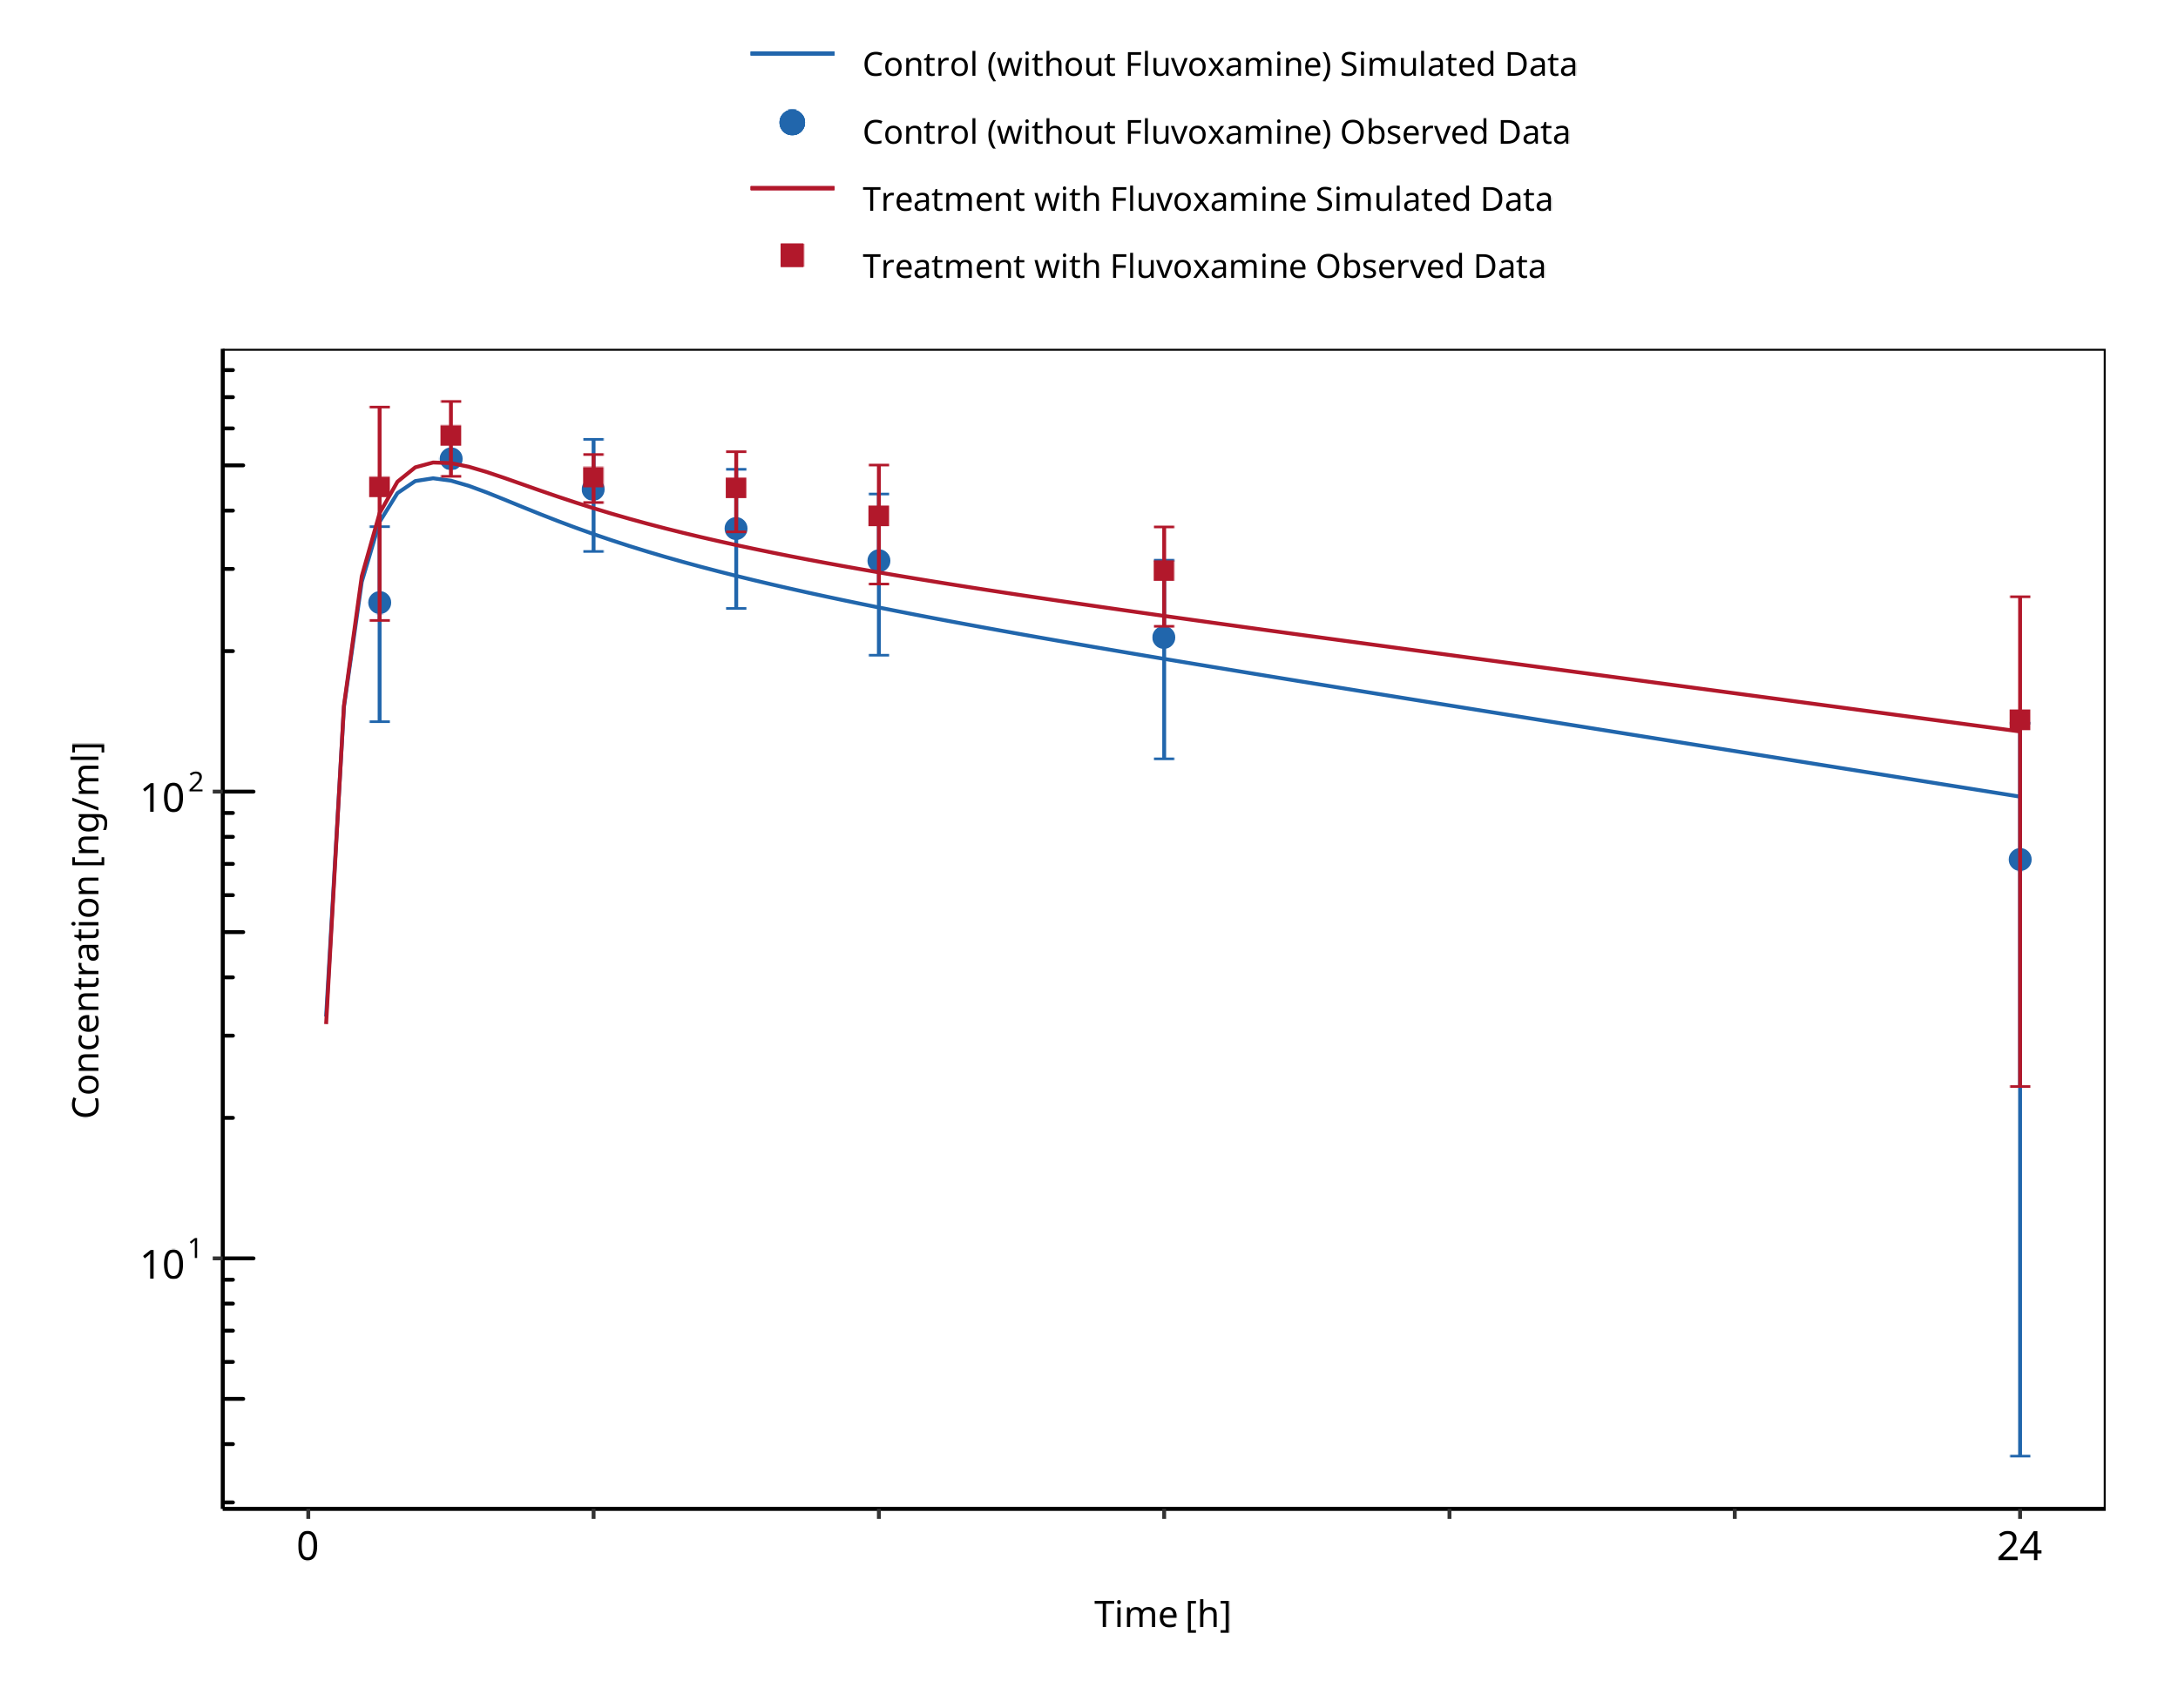 Control (without Fluvoxamine) Simulated Data
Control (without Fluvoxamine) Observed Data
Treatment with Fluvoxamine Simulated Data
Treatment with Fluvoxamine Observed Data
Concentration [ng/ml]
10²
10¹
0 24
Time [h]